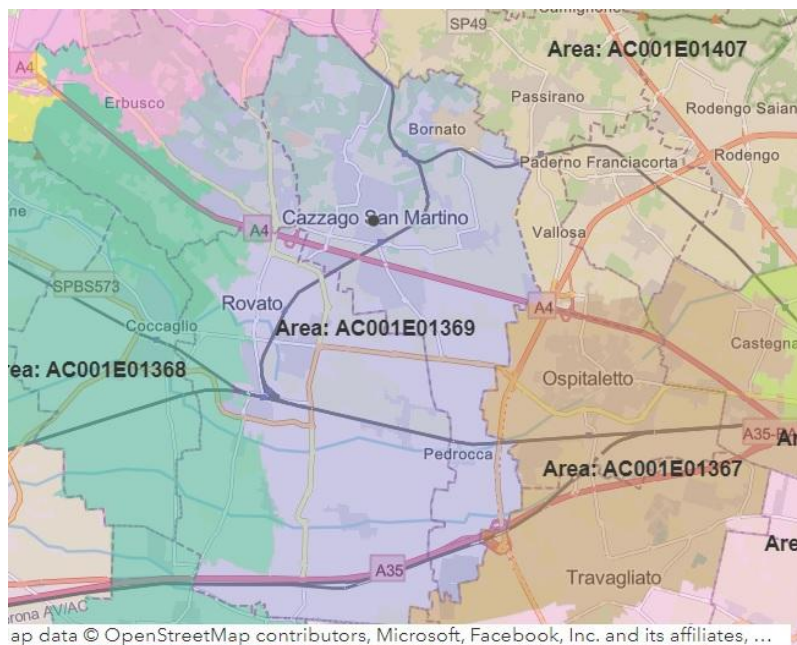 SP49
Area: AC001E01407
A4
Erbusco
Passirano
Rodengo Saian
Bornato
Paderno Franciacorta
Rodengo
Cazzago San Martino
A4
Vallosa
SPBS573
Rovato
A4
Coccaglio
Area: AC001E01369
Castegna
rea: AC001E01368
Ospitaletto
A35-BA
Pedrocca
Area: AC001E01367
A35
Travagliato
rona AV/AC
ap data © OpenStreetMap contributors, Microsoft, Facebook, Inc. and its affiliates, ...